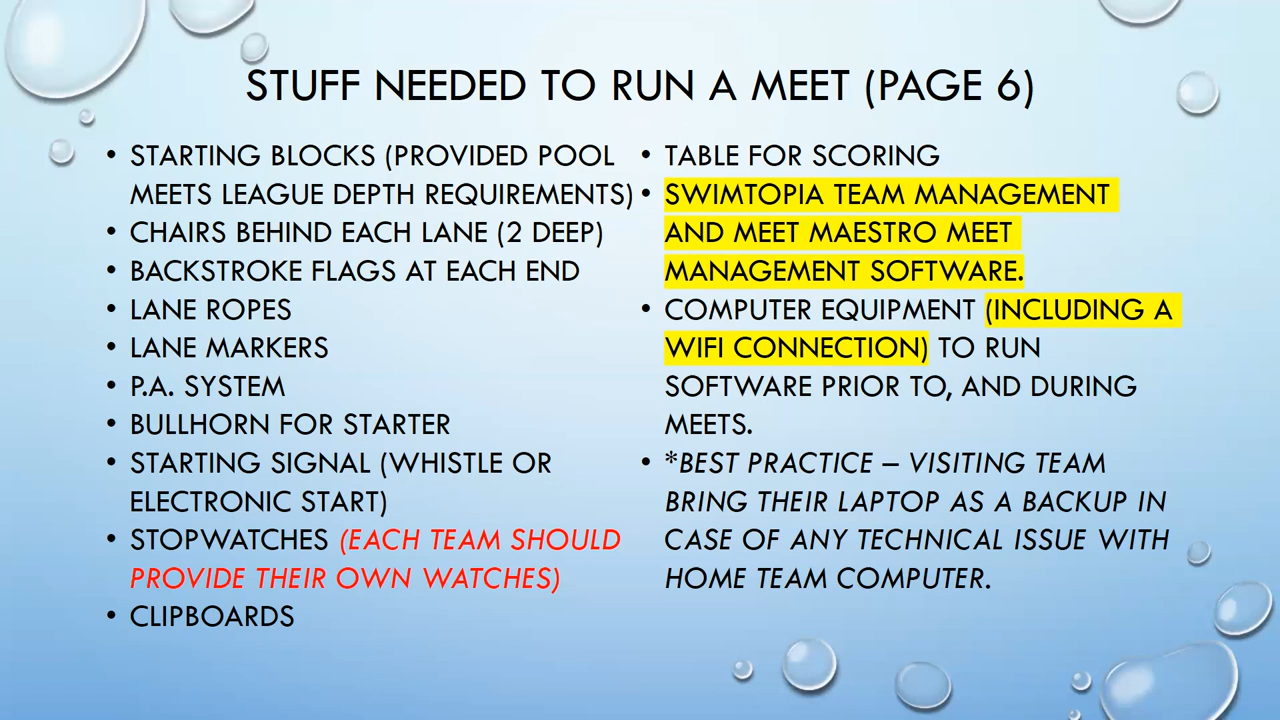 STUFF NEEDED TO RUN A MEET (PAGE 6)
• STARTING BLOCKS (PROVIDED POOL
MEETS LEAGUE DEPTH REQUIREMENTS)
• CHAIRS BEHIND EACH LANE (2 DEEP)
• BACKSTROKE FLAGS AT EACH END
• LANE ROPES
• LANE MARKERS
• P.A. SYSTEM
• BULLHORN FOR STARTER
• STARTING SIGNAL (WHISTLE OR
ELECTRONIC START)
• STOPWATCHES (EACH TEAM SHOULD
PROVIDE THEIR OWN WATCHES)
• CLIPBOARDS
• TABLE FOR SCORING
• SWIMTOPIA TEAM MANAGEMENT
AND MEET MAESTRO MEET
MANAGEMENT SOFTWARE.
• COMPUTER EQUIPMENT (INCLUDING A
WIFI CONNECTION) TO RUN
SOFTWARE PRIOR TO, AND DURING
MEETS.
• *BEST PRACTICE – VISITING TEAM
BRING THEIR LAPTOP AS A BACKUP IN
CASE OF ANY TECHNICAL ISSUE WITH
HOME TEAM COMPUTER.